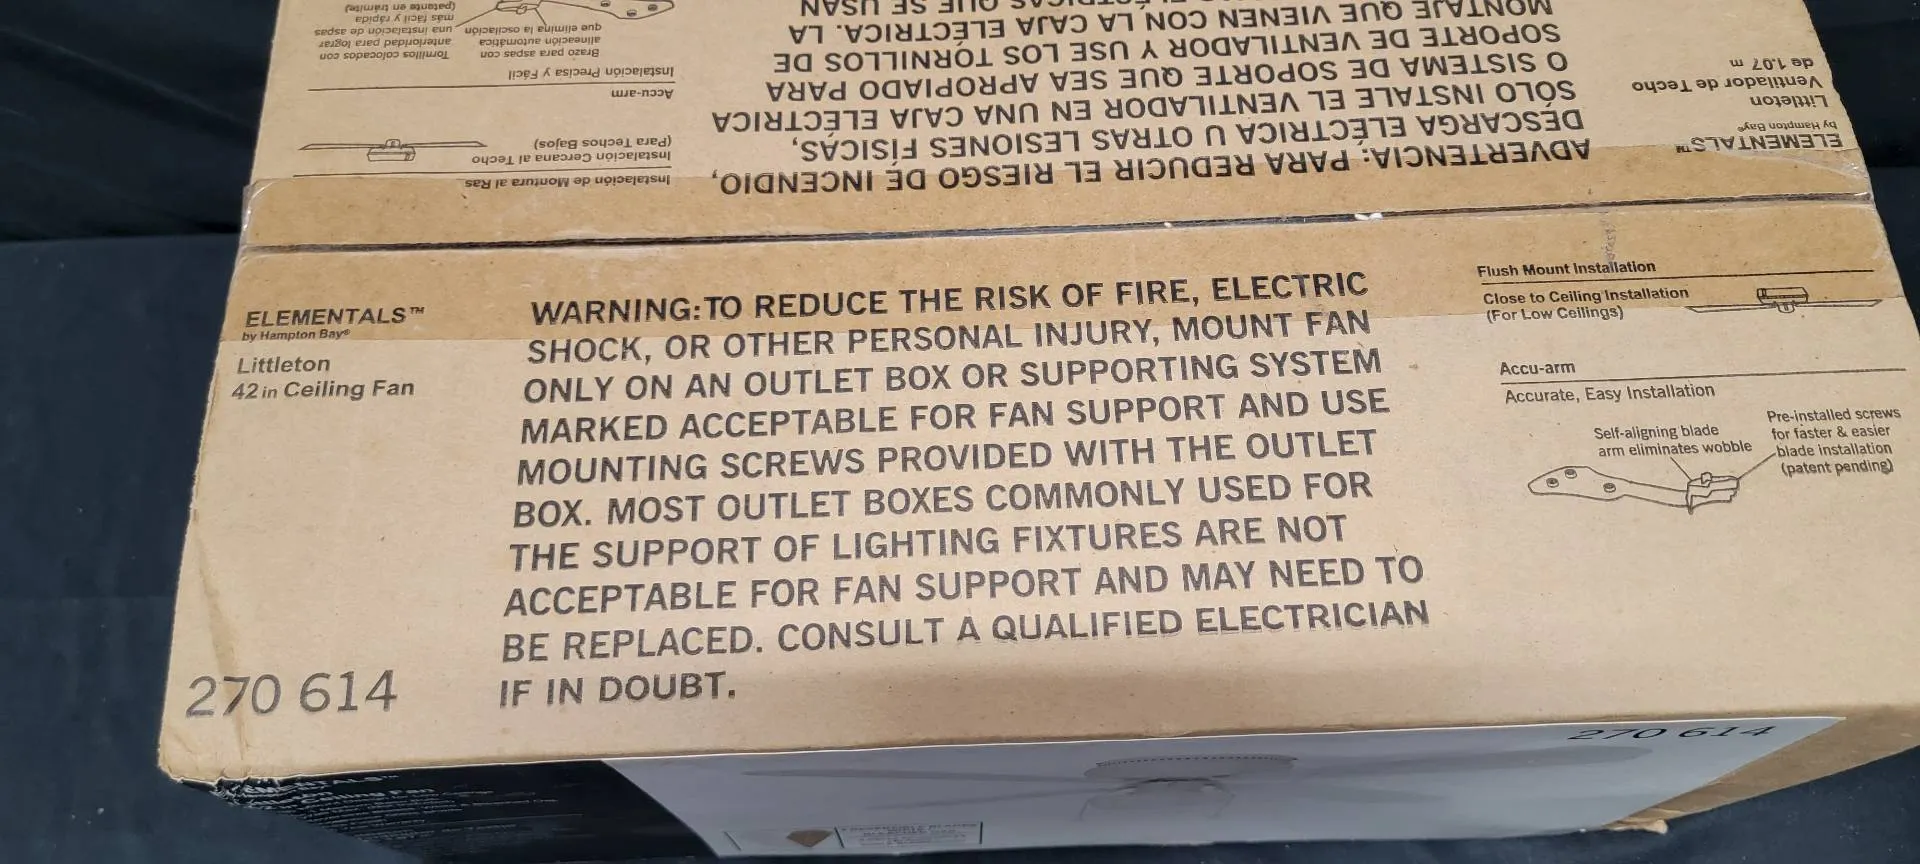 ELEMENTALS™
by Hampton Bay®
Littleton
42 in Ceiling Fan
270 614
WARNING: TO REDUCE THE RISK OF FIRE, ELECTRIC
SHOCK, OR OTHER PERSONAL INJURY, MOUNT FAN
ONLY ON AN OUTLET BOX OR SUPPORTING SYSTEM
MARKED ACCEPTABLE FOR FAN SUPPORT AND USE
MOUNTING SCREWS PROVIDED WITH THE OUTLET
BOX. MOST OUTLET BOXES COMMONLY USED FOR
THE SUPPORT OF LIGHTING FIXTURES ARE NOT
ACCEPTABLE FOR FAN SUPPORT AND MAY NEED TO
BE REPLACED. CONSULT A QUALIFIED ELECTRICIAN
IF IN DOUBT.
Flush Mount Installation
Close to Ceiling Installation
(For Low Ceilings)
Accu-arm
Accurate, Easy Installation
Self-aligning blade
arm eliminates wobble
Pre-installed screws
for faster & easier
blade installation
(patent pending)
ELEMENTALS™
by Hampton Bay®
Littleton
Ventilador de Techo
de 1.07 m
ADVERTENCIA: PARA REDUCIR EL RIESGO DE INCENDIO,
DESCARGA ELÉCTRICA U OTRAS LESIONES FÍSICAS,
SÓLO INSTALE EL VENTILADOR EN UNA CAJA ELÉCTRICA
O SISTEMA DE SOPORTE QUE SEA APROPIADO PARA
SOPORTE DE VENTILADOR Y USE LOS TORNILLOS DE
MONTAJE QUE VIENEN CON LA CAJA ELÉCTRICA. LA
QUE SE USAN
Instalación de Montura al Ras
Instalación Cercana al Techo
(Para Techos Bajos)
Accu-arm
Instalación Precisa y Fácil
Brazo para aspas con
alineación automática
que elimina la oscilación
Tornillos colocados con
anterioridad para lograr
una instalación de aspas
más fácil y rápida
(patente en trámite)
270 614
Ceiling Fan